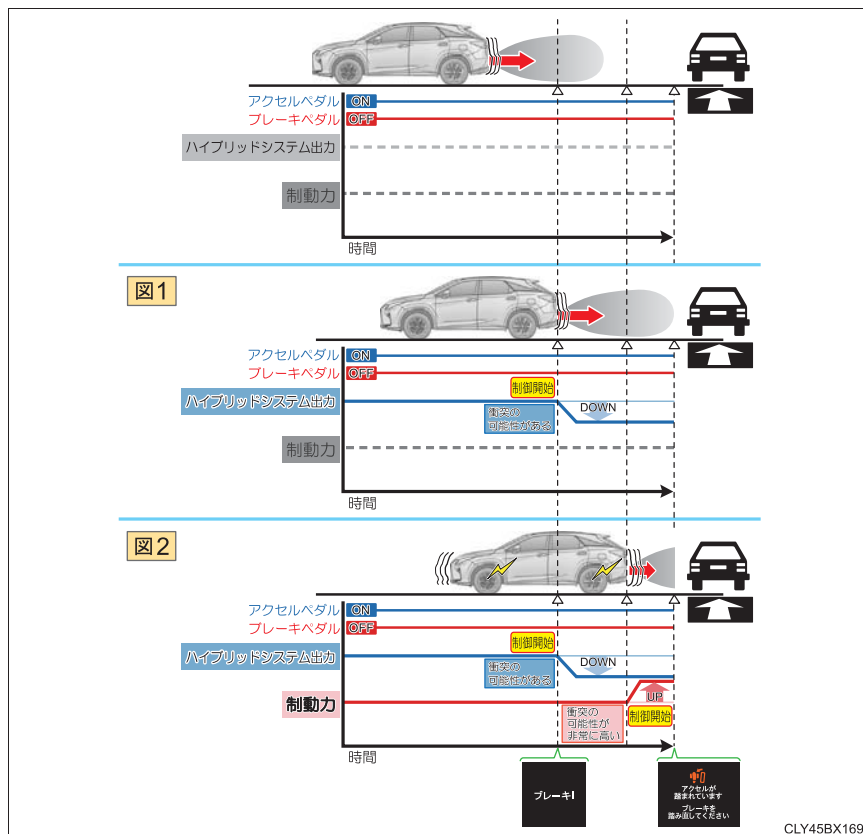 アクセルペダル ON
ブレーキペダル OFF
ハイブリッドシステム出力
制動力
時間
図1
アクセルペダル ON
ブレーキペダル OFF
制御開始
ハイブリッドシステム出力
DOWN
衝突の
可能性がある
制動力
時間
図2
アクセルペダル ON
ブレーキペダル OFF
制御開始
ハイブリッドシステム出力
DOWN
衝突の
可能性がある
制動力
UP
衝突の
可能性が
非常に高い
制御開始
時間
ブレーキ!
アクセルが
踏まれています
ブレーキを
踏み直してください
CLY45BX169